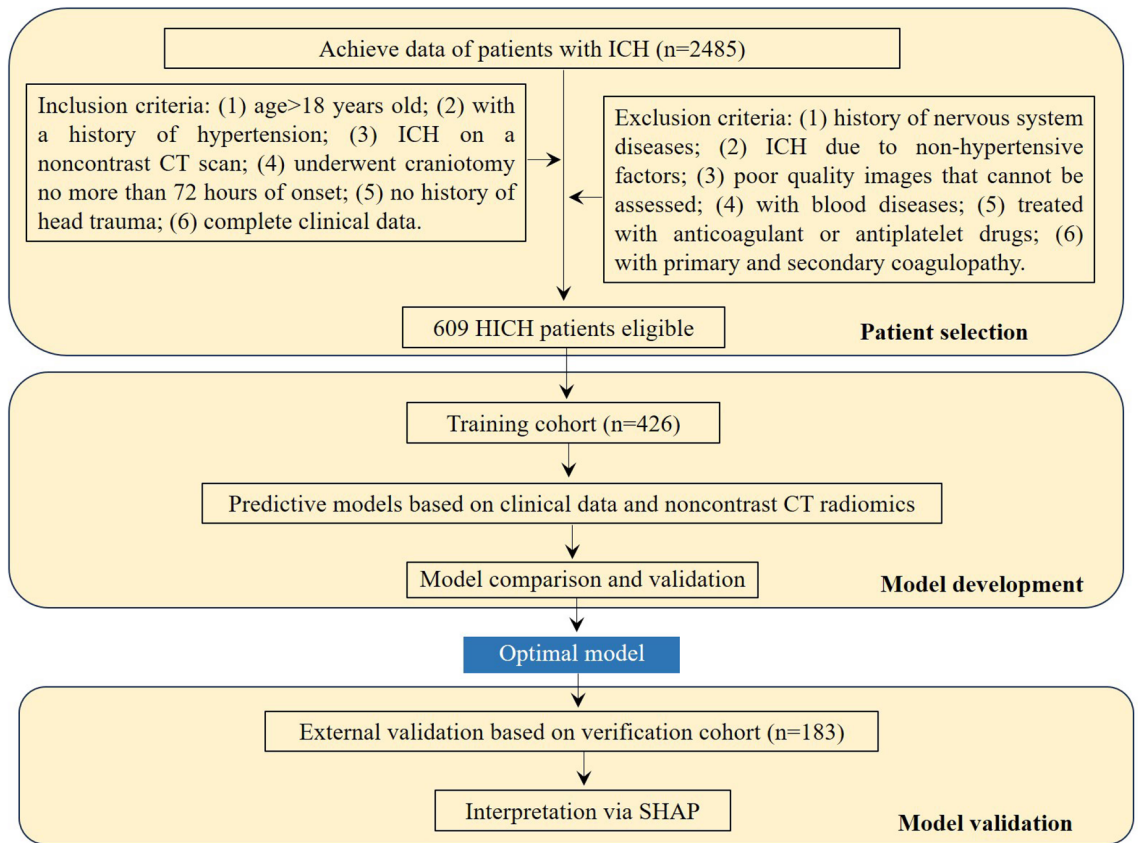 Achieve data of patients with ICH (n=2485)
Inclusion criteria: (1) age>18 years old; (2) with
a history of hypertension; (3) ICH on a
noncontrast CT scan; (4) underwent craniotomy
no more than 72 hours of onset; (5) no history of
head trauma; (6) complete clinical data.
Exclusion criteria: (1) history of nervous system
diseases; (2) ICH due to non-hypertensive
factors; (3) poor quality images that cannot be
assessed; (4) with blood diseases; (5) treated
with anticoagulant or antiplatelet drugs; (6)
with primary and secondary coagulopathy.
609 HICH patients eligible
Patient selection
Training cohort (n=426)
Predictive models based on clinical data and noncontrast CT radiomics
Model comparison and validation
Model development
Optimal model
External validation based on verification cohort (n=183)
Interpretation via SHAP
Model validation